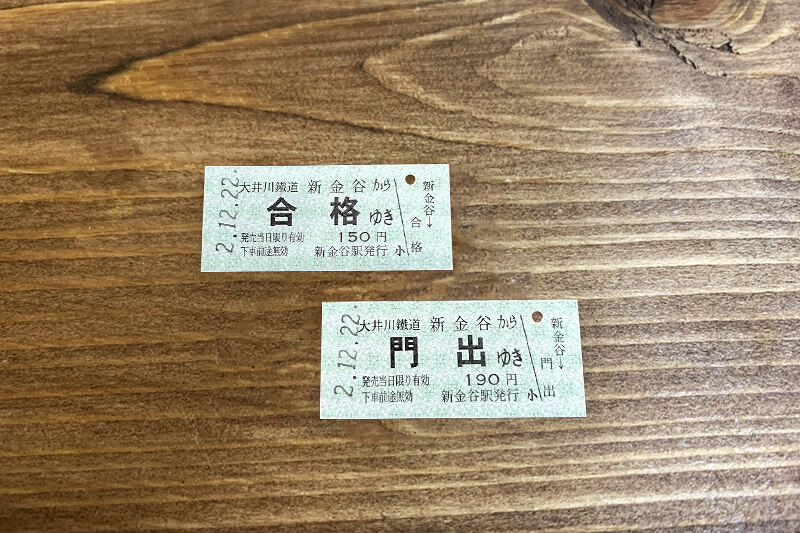 2.12.22.
大井川鐵道 新金谷から
合格ゆき
発売当日限り有効 150円
下車前途無効 新金谷駅発行 小
新金谷→合格
2.12.22.
大井川鐵道 新金谷から
門出ゆき
発売当日限り有効 190円
下車前途無効 新金谷駅発行 小
新金谷→門出